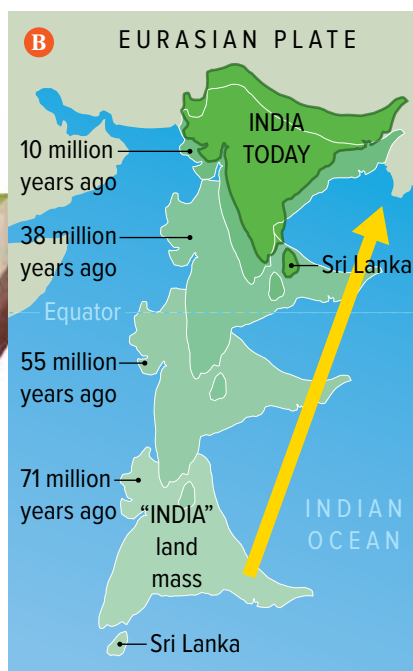 B
EURASIAN PLATE
INDIA
TODAY
10 million
years ago
38 million
years ago
Sri Lanka
Equator
55 million
years ago
71 million
years ago
“INDIA”
land
mass
INDIAN
OCEAN
Sri Lanka